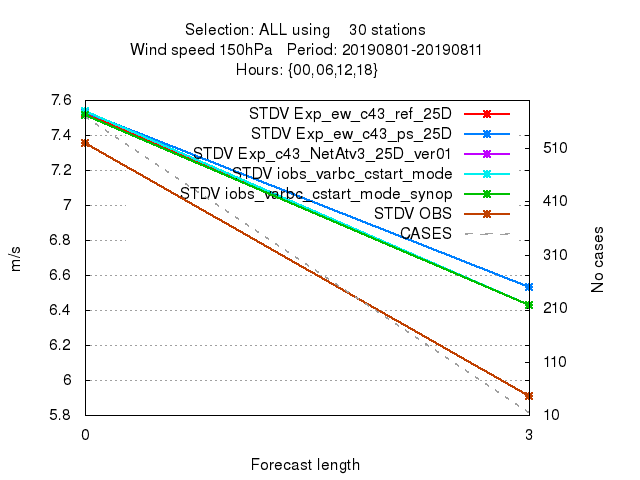 Selection: ALL using 30 stations
Wind speed 150hPa Period: 20190801-20190811
Hours: {00,06,12,18}
7.6
7.4
7.2
7
6.8
6.6
6.4
6.2
6
5.8
m/s
STDV Exp_ew_c43_ref_25D
STDV Exp_ew_c43_ps_25D
STDV Exp_c43_NetAtv3_25D_ver01
STDV iobs_varbc_cstart_mode
STDV iobs_varbc_cstart_mode_synop
STDV OBS
CASES
510
410
310
210
110
10
No cases
0 3
Forecast length